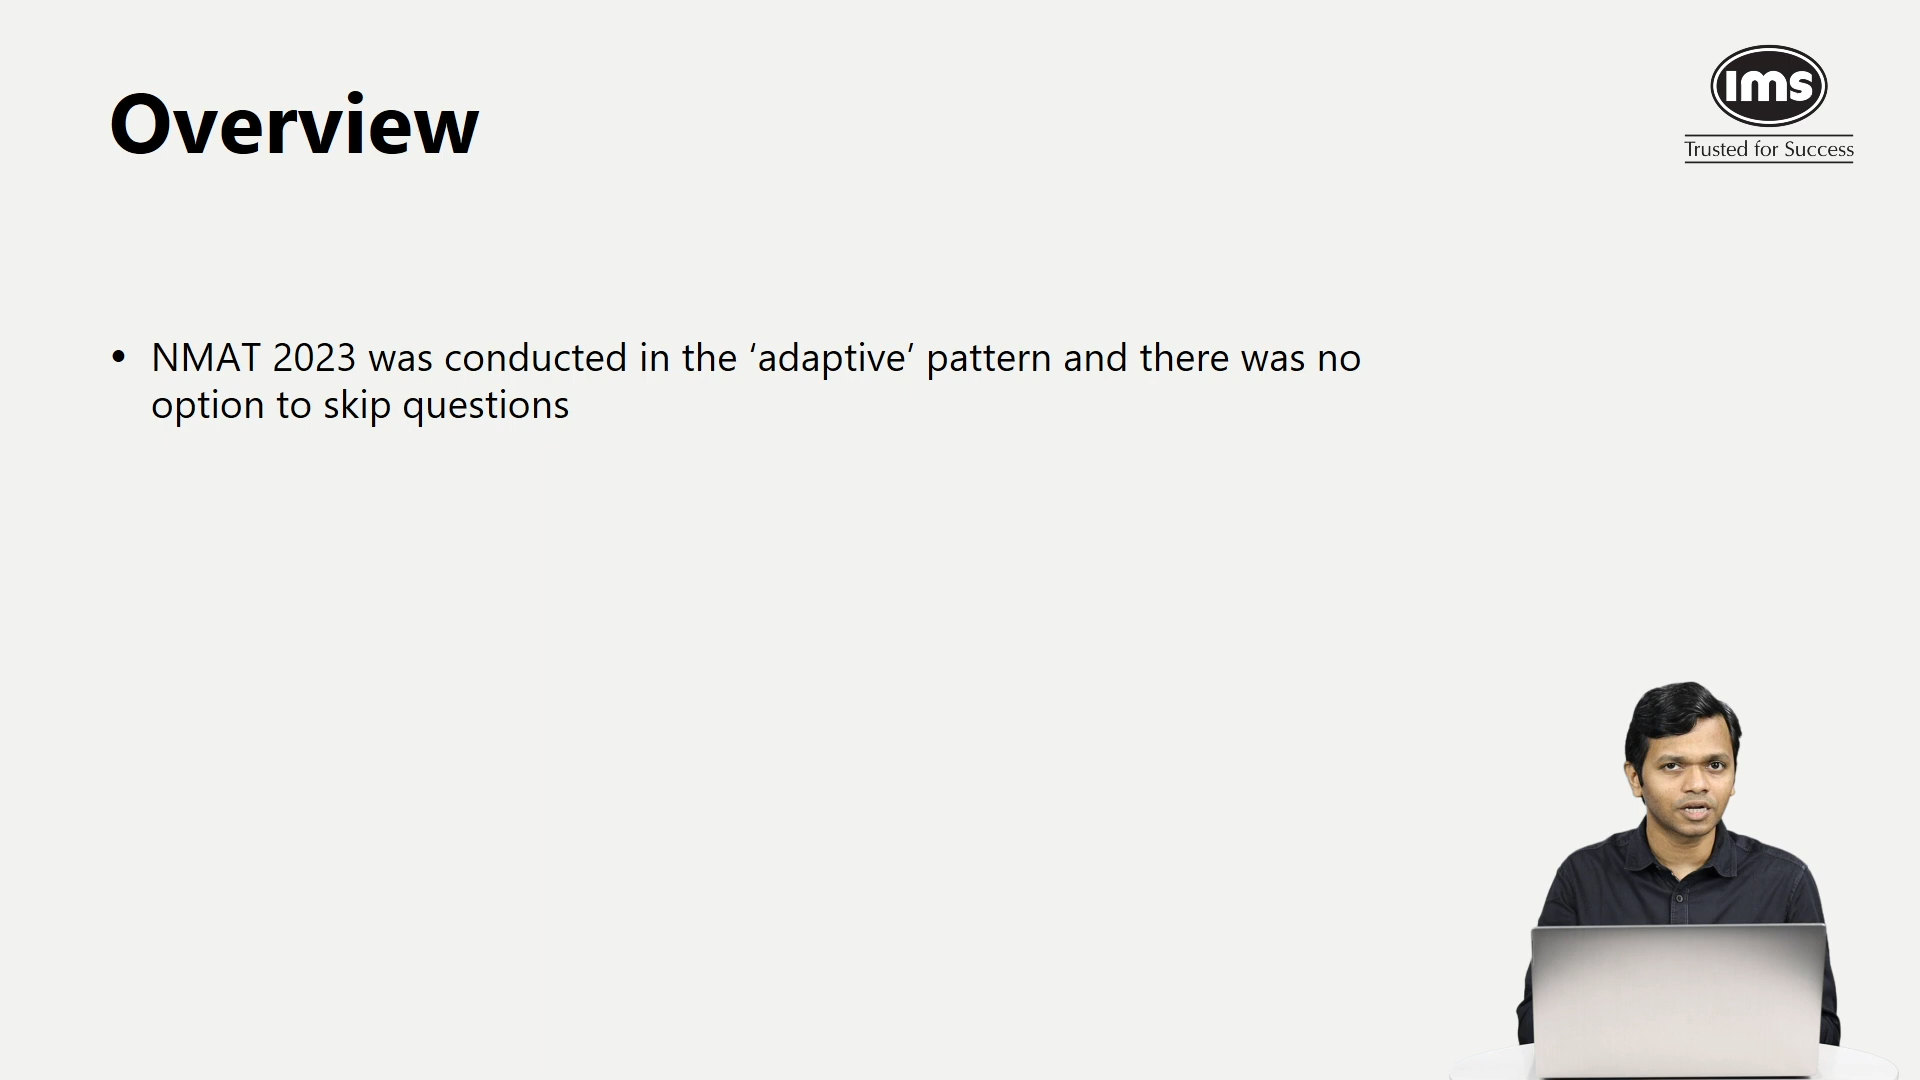 Overview
ims
Trusted for Success
• NMAT 2023 was conducted in the ‘adaptive’ pattern and there was no
option to skip questions